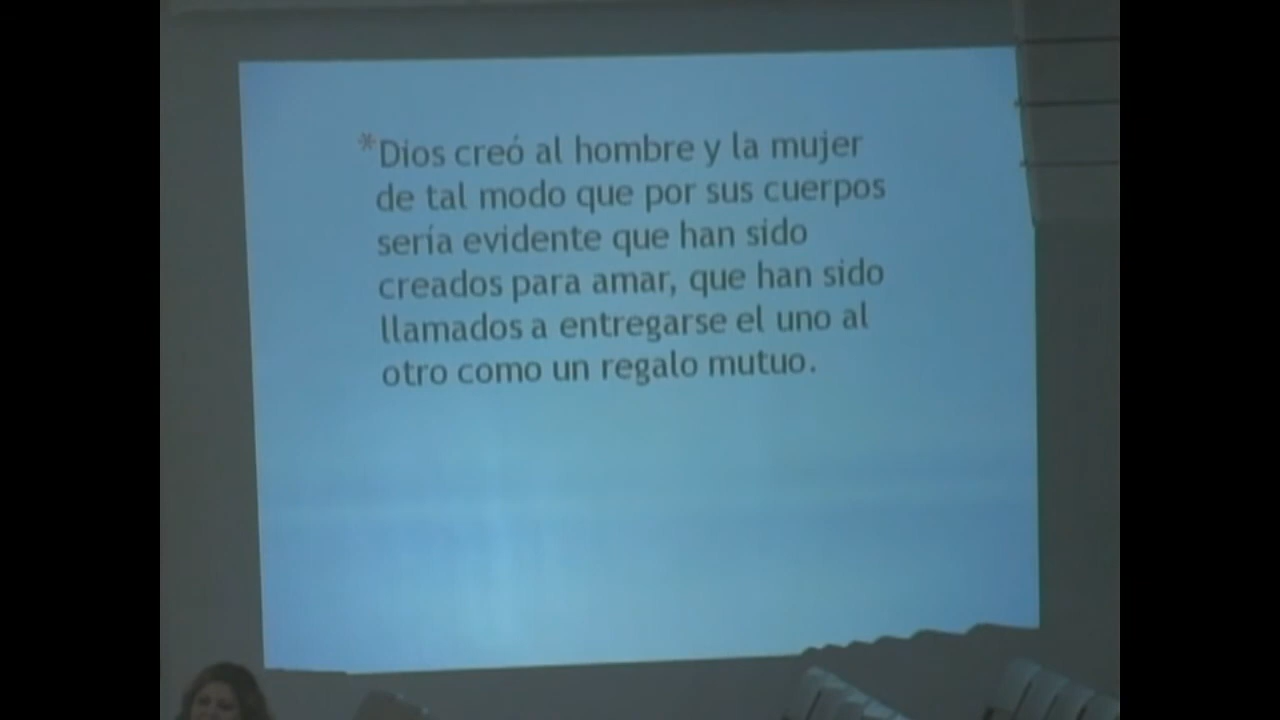 *Dios creó al hombre y la mujer
de tal modo que por sus cuerpos
sería evidente que han sido
creados para amar, que han sido
llamados a entregarse el uno al
otro como un regalo mutuo.